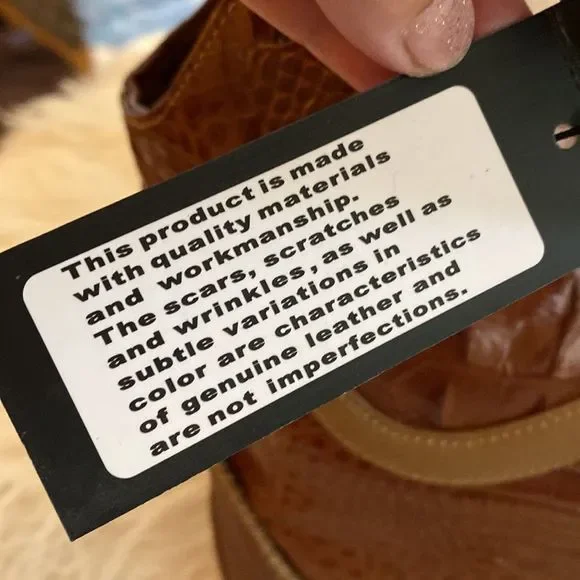 This product is made
with quality materials
and workmanship.
The scars, scratches
and wrinkles, as well as
subtle variations in
color are characteristics
of genuine leather and
are not imperfections.